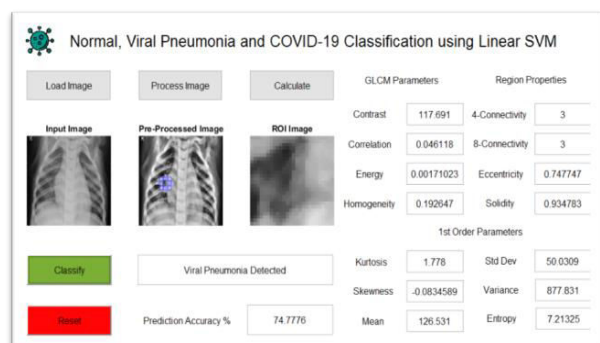 Normal, Viral Pneumonia and COVID-19 Classification using Linear SVM
Load Image Process Image Calculate GLCM Parameters Region Properties
Contrast 117.691 4-Connectivity 3
Input Image Pre-Processed Image ROI Image
Correlation 0.046118 8-Connectivity 3
Energy 0.00171023 Eccentricity 0.747747
Homogeneity 0.192647 Solidity 0.934783
1st Order Parameters
Classify Viral Pneumonia Detected Kurtosis 1.778 Std Dev 50.0309
Skewness -0.0834589 Variance 877.831
Reset Prediction Accuracy % 74.7776 Mean 126.531 Entropy 7.21325